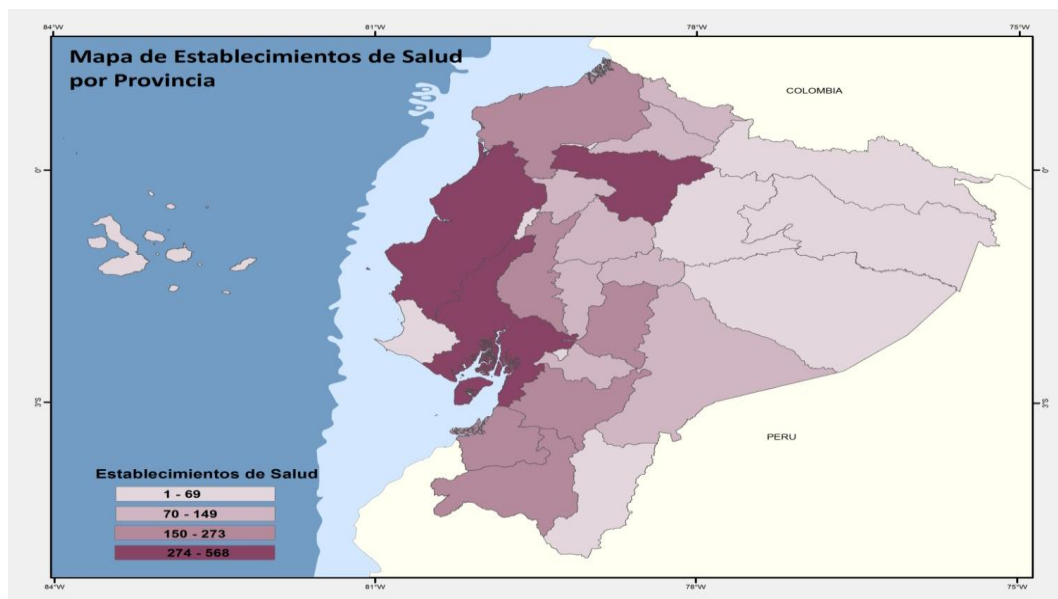 84°W
81°W
78°W
75°W
Mapa de Establecimientos de Salud
por Provincia
COLOMBIA
0°
0°
3°S
3°S
PERU
Establecimientos de Salud
1 - 69
70 - 149
150 - 273
274 - 568
84°W
81°W
78°W
75°W